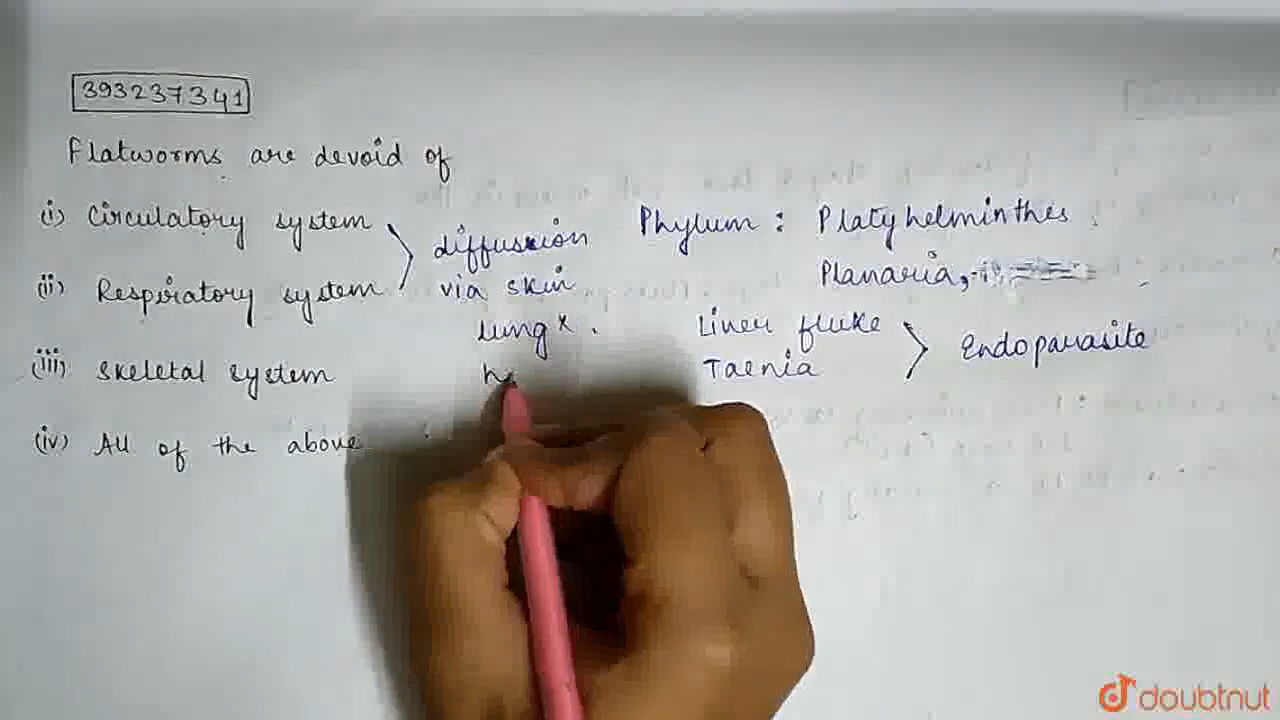 393237341
Flatworms are devoid of
(i) Circulatory system
(ii) Respiratory system
(iii) Skeletal system
(iv) All of the above
diffusion
via skin
lung x .
he
Phylum : Platyhelminthes
Planaria,
Liver fluke
Taenia
Endoparasite
doubtnut